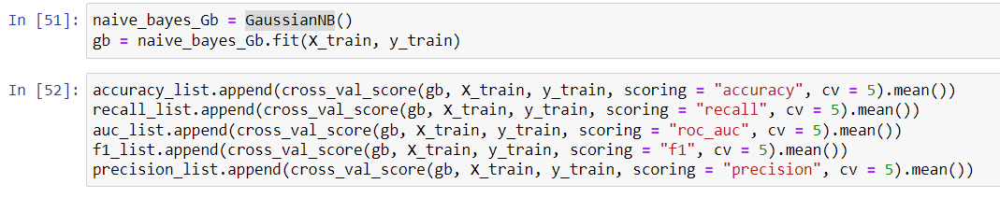 In [51]: naive_bayes_Gb = GaussianNB()
gb = naive_bayes_Gb.fit(X_train, y_train)
In [52]: accuracy_list.append(cross_val_score(gb, X_train, y_train, scoring = "accuracy", cv = 5).mean())
recall_list.append(cross_val_score(gb, X_train, y_train, scoring = "recall", cv = 5).mean())
auc_list.append(cross_val_score(gb, X_train, y_train, scoring = "roc_auc", cv = 5).mean())
f1_list.append(cross_val_score(gb, X_train, y_train, scoring = "f1", cv = 5).mean())
precision_list.append(cross_val_score(gb, X_train, y_train, scoring = "precision", cv = 5).mean())